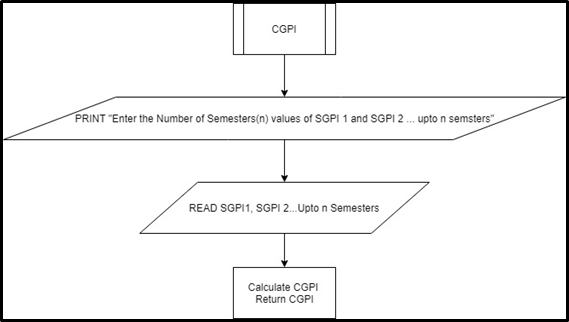 CGPI
PRINT "Enter the Number of Semesters(n) values of SGPI 1 and SGPI 2 ... upto n semsters"
READ SGPI1, SGPI 2...Upto n Semesters
Calculate CGPI
Return CGPI